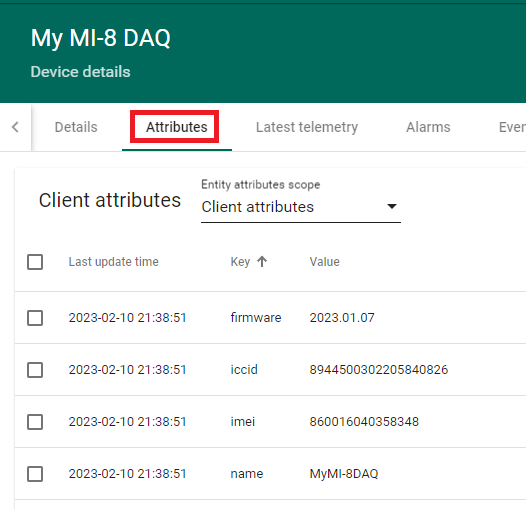 My MI-8 DAQ
Device details
Details Attributes Latest telemetry Alarms Even
Entity attributes scope
Client attributes Client attributes
Last update time Key Value
2023-02-10 21:38:51 firmware 2023.01.07
2023-02-10 21:38:51 iccid 8944500302205840826
2023-02-10 21:38:51 imei 860016040358348
2023-02-10 21:38:51 name MyMI-8DAQ